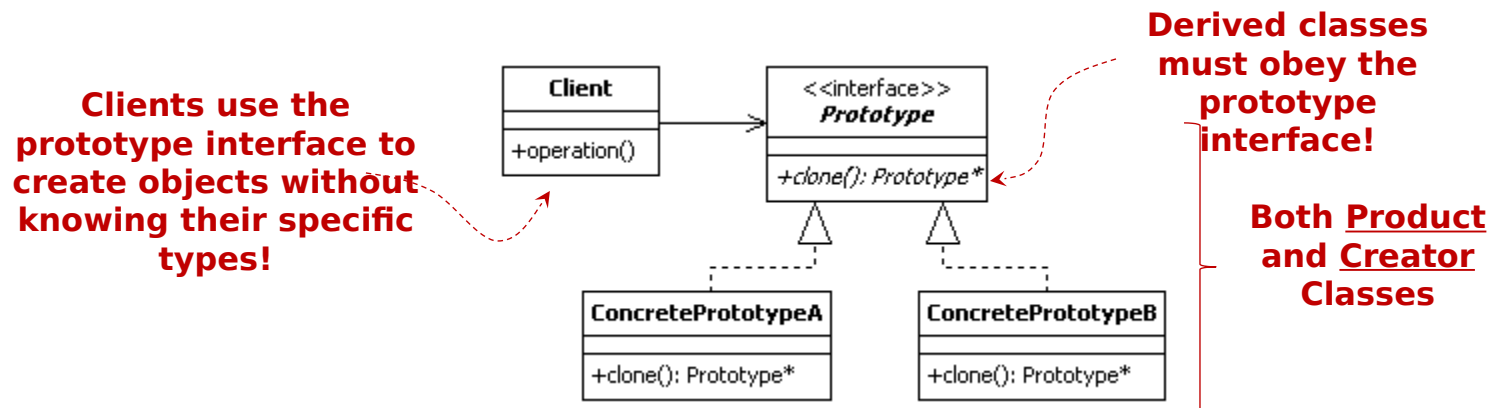 Derived classes
must obey the
prototype
interface!
Clients use the
prototype interface to
create objects without
knowing their specific
types!
Client
+operation()
<<interface>>
Prototype
+clone(): Prototype*
Both Product
and Creator
Classes
ConcretePrototypeA
+clone(): Prototype*
ConcretePrototypeB
+clone(): Prototype*